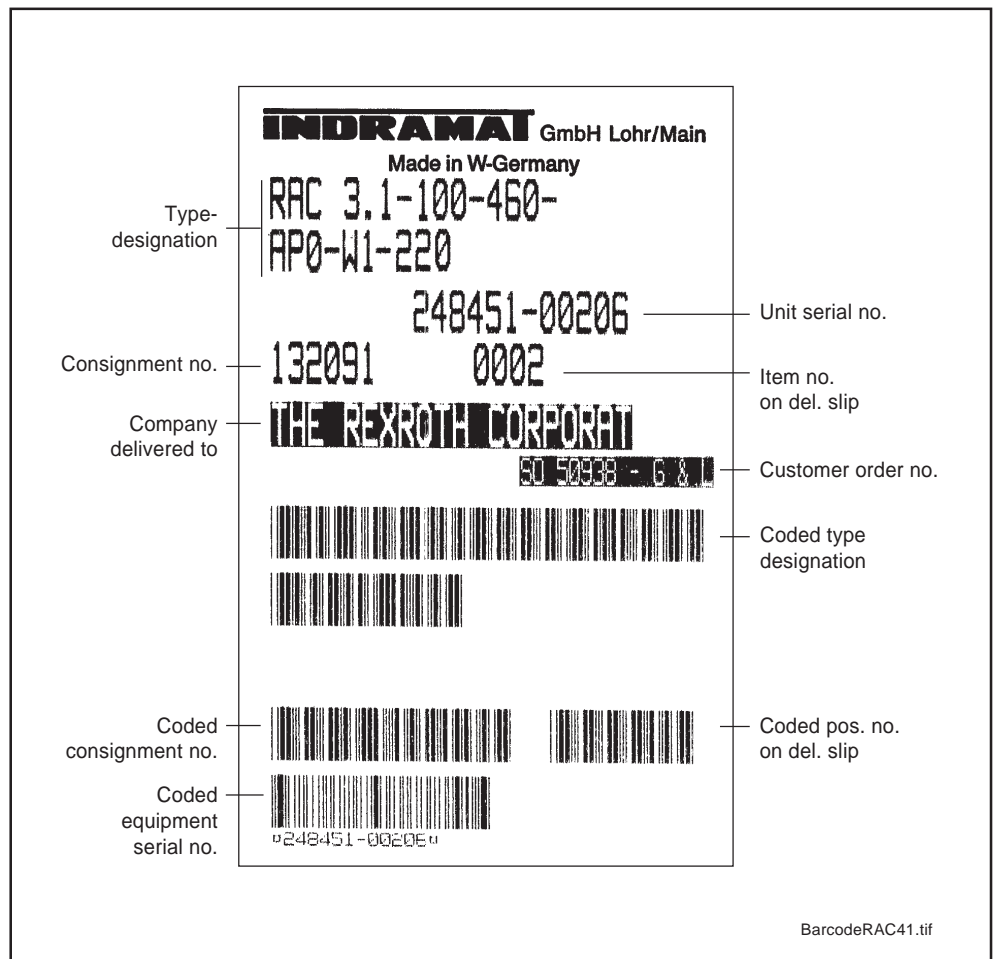 INDRAMAT GmbH Lohr/Main
Made in W-Germany
Type-
designation
RAC 3.1-100-460-
AP0-W1-220
248451-00206
Unit serial no.
Consignment no.
132091 0002
Item no.
on del. slip
Company
delivered to
THE REXROTH CORPORAT
SO 50938 - G & L
Customer order no.
Coded type
designation
Coded
consignment no.
Coded pos. no.
on del. slip
Coded
equipment
serial no.
248451-00206
BarcodeRAC41.tif